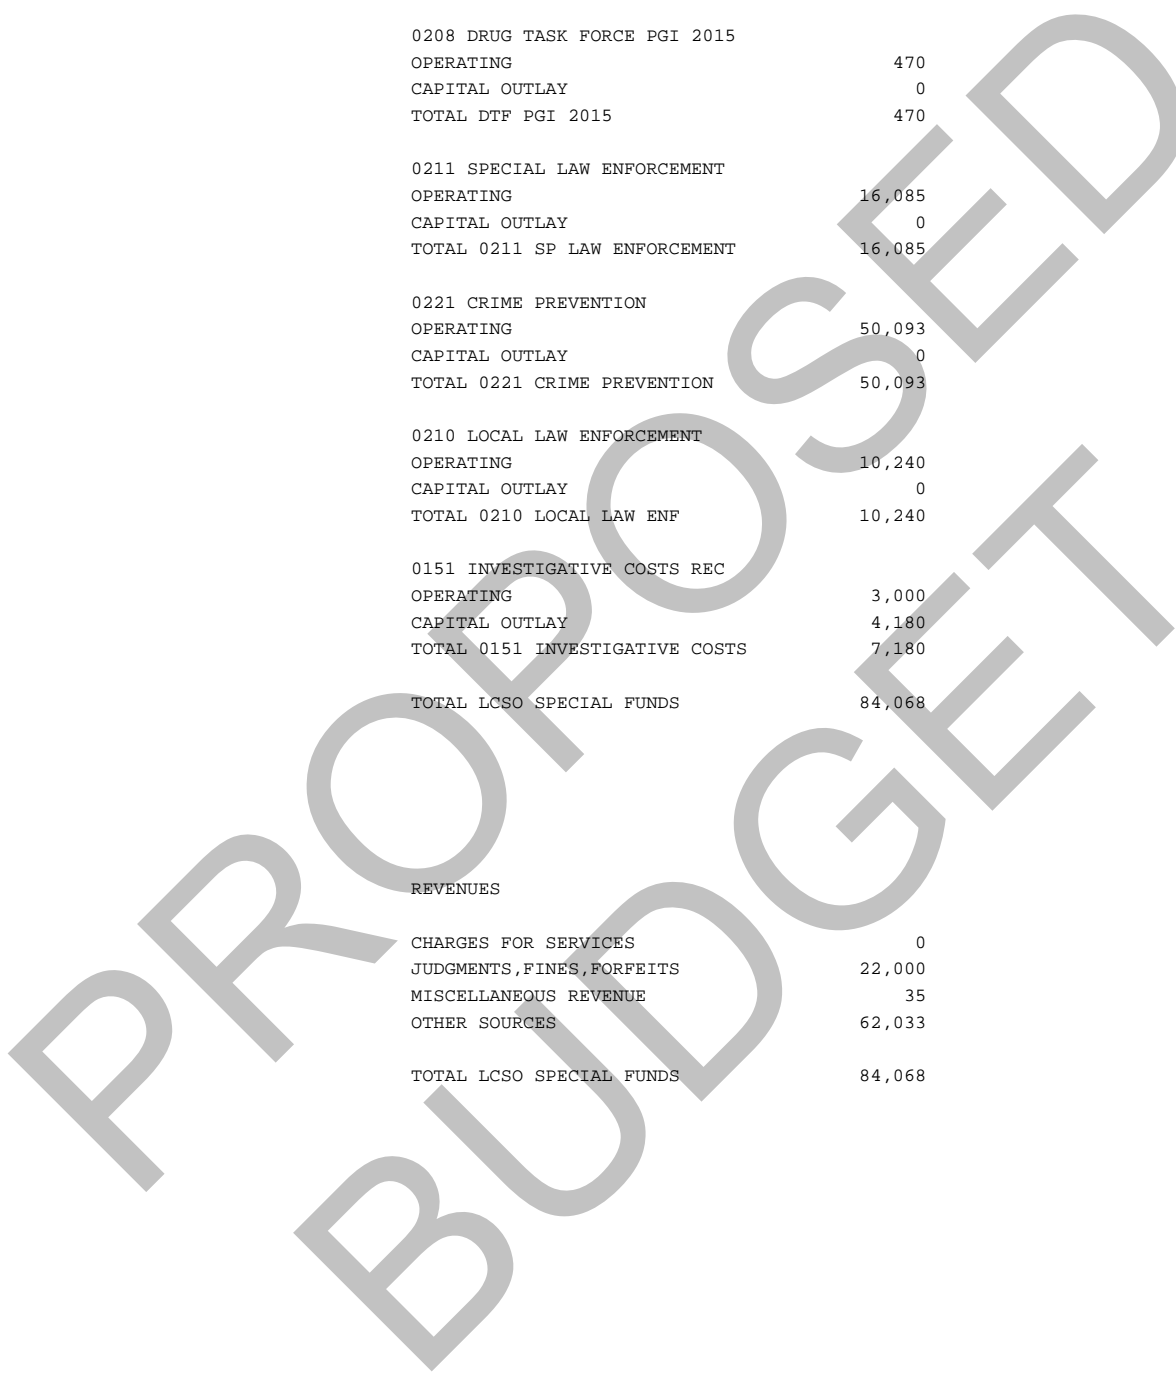 0208 DRUG TASK FORCE PGI 2015
OPERATING 470
CAPITAL OUTLAY 0
TOTAL DTF PGI 2015 470
0211 SPECIAL LAW ENFORCEMENT
OPERATING 16,085
CAPITAL OUTLAY 0
TOTAL 0211 SP LAW ENFORCEMENT 16,085
0221 CRIME PREVENTION
OPERATING 50,093
CAPITAL OUTLAY 0
TOTAL 0221 CRIME PREVENTION 50,093
0210 LOCAL LAW ENFORCEMENT
OPERATING 10,240
CAPITAL OUTLAY 0
TOTAL 0210 LOCAL LAW ENF 10,240
0151 INVESTIGATIVE COSTS REC
OPERATING 3,000
CAPITAL OUTLAY 4,180
TOTAL 0151 INVESTIGATIVE COSTS 7,180
TOTAL LCSO SPECIAL FUNDS 84,068
REVENUES
CHARGES FOR SERVICES 0
JUDGMENTS,FINES,FORFEITS 22,000
MISCELLANEOUS REVENUE 35
OTHER SOURCES 62,033
TOTAL LCSO SPECIAL FUNDS 84,068
PROPOSED
BUDGET